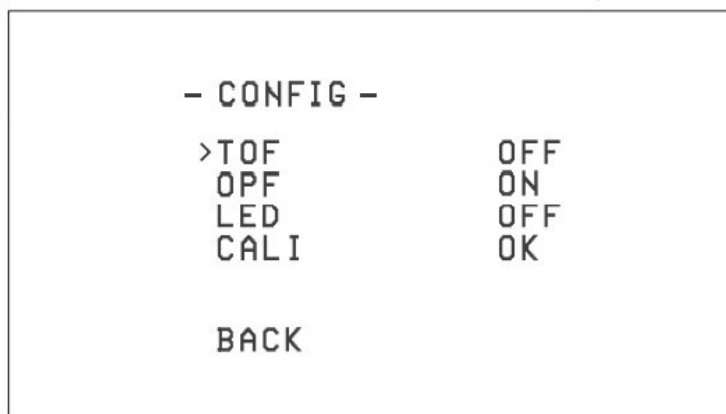 - CONFIG -
>TOF OFF
OPF ON
LED OFF
CALI OK
BACK